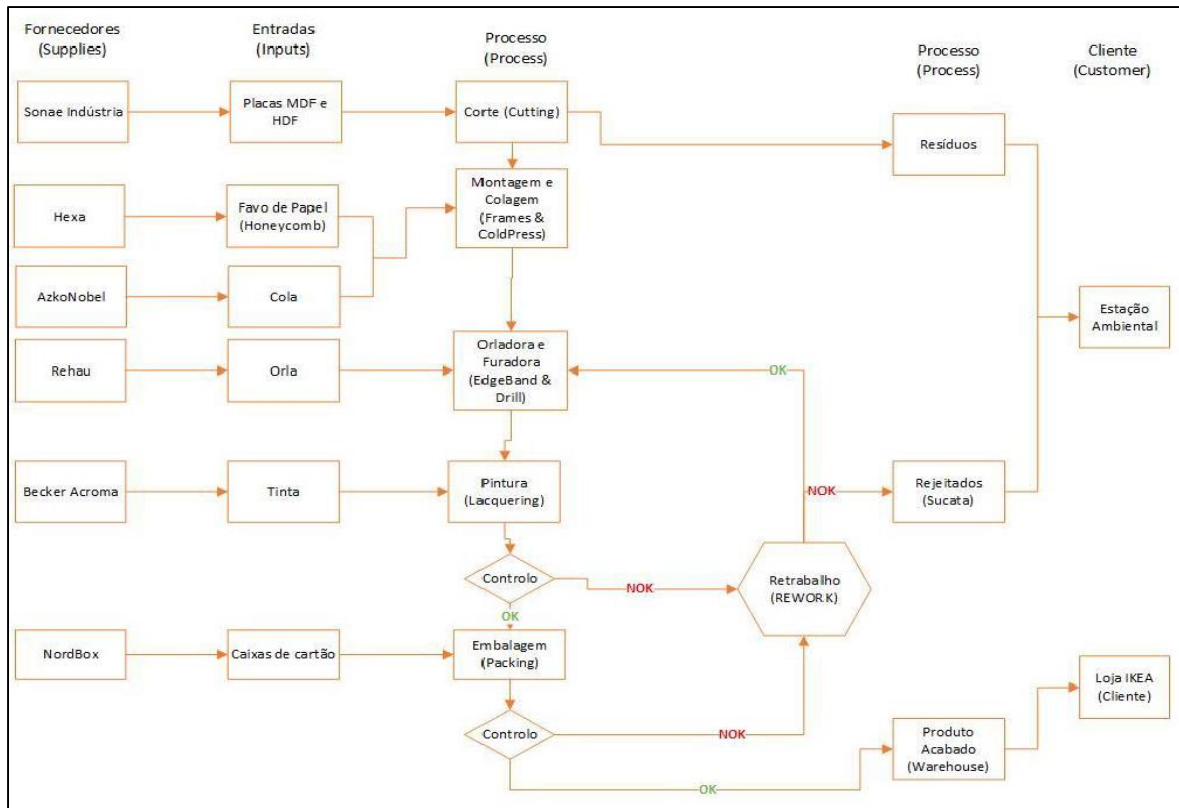 Fornecedores
(Supplies)
Entradas
(Inputs)
Processo
(Process)
Processo
(Process)
Cliente
(Customer)
Sonae Indústria
Placas MDF e
HDF
Corte (Cutting)
Resíduos
Hexa
Favo de Papel
(Honeycomb)
Montagem e
Colagem
(Frames &
ColdPress)
AzkoNobel
Cola
Estação
Ambiental
Rehau
Orla
Orladora e
Furadora
(EdgeBand &
Drill)
OK
Becker Acroma
Tinta
Pintura
(Lacquering)
NOK
Rejeitados
(Sucata)
Controlo
NOK
Retrabalho
(REWORK)
OK
NordBox
Caixas de cartão
Embalagem
(Packing)
Loja IKEA
(Cliente)
Controlo
NOK
Produto
Acabado
(Warehouse)
OK